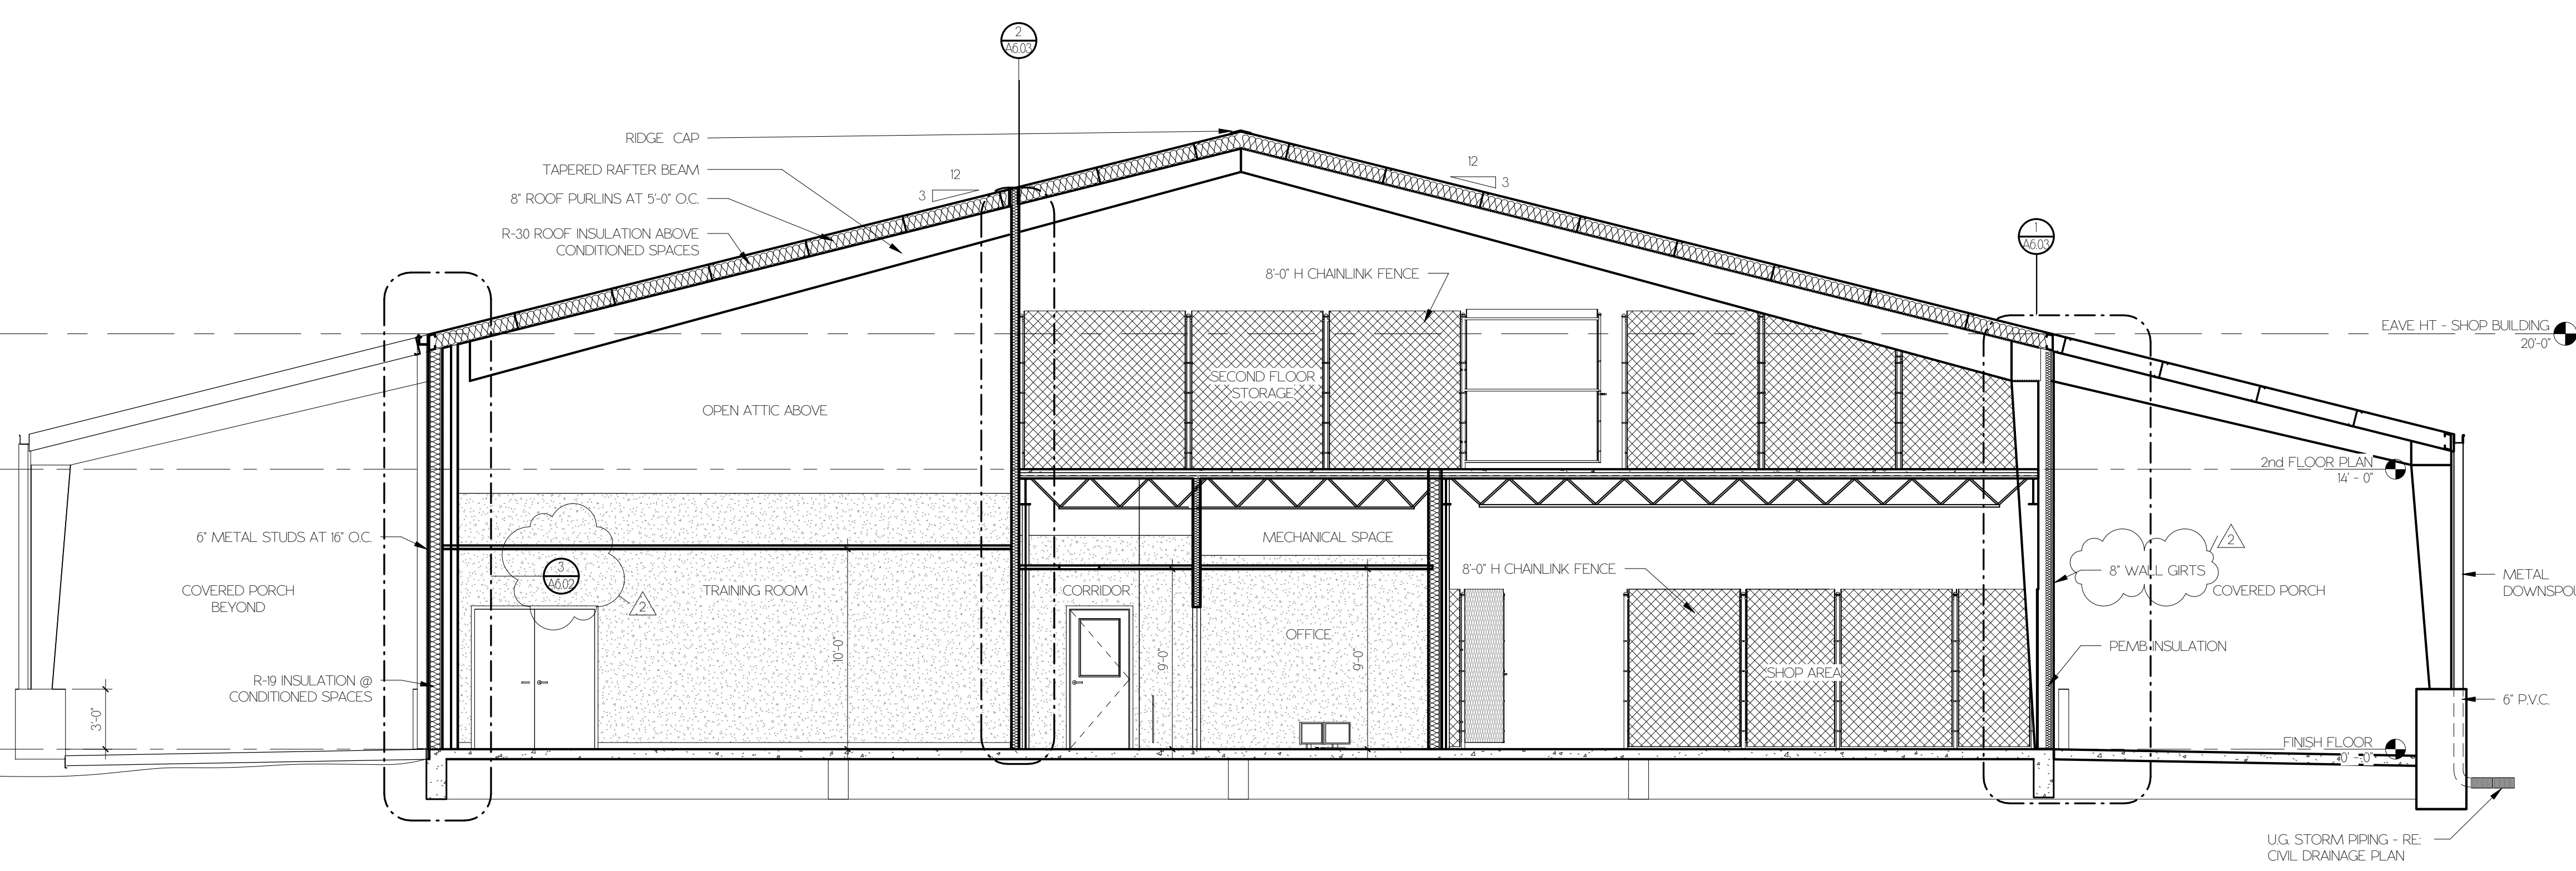 2
A6.03
RIDGE CAP
TAPERED RAFTER BEAM
8" ROOF PURLINS AT 5'-0" O.C.
R-30 ROOF INSULATION ABOVE
CONDITIONED SPACES
12
3
12
3
1
A6.03
8'-0" H CHAINLINK FENCE
EAVE HT - SHOP BUILDING
20'-0"
SECOND FLOOR
STORAGE
OPEN ATTIC ABOVE
2nd FLOOR PLAN
14' - 0"
6" METAL STUDS AT 16" O.C.
MECHANICAL SPACE
2
3
A6.02
2
8'-0" H CHAINLINK FENCE
8" WALL GIRTS
METAL
COVERED PORCH
BEYOND
TRAINING ROOM
CORRIDOR
COVERED PORCH
OFFICE
10'-0"
9'-0"
9'-0"
PEMB INSULATION
SHOP AREA
R-19 INSULATION @
CONDITIONED SPACES
3'-0"
6" P.V.C.
FINISH FLOOR
0' - 0"
U.G. STORM PIPING - RE:
CIVIL DRAINAGE PLAN